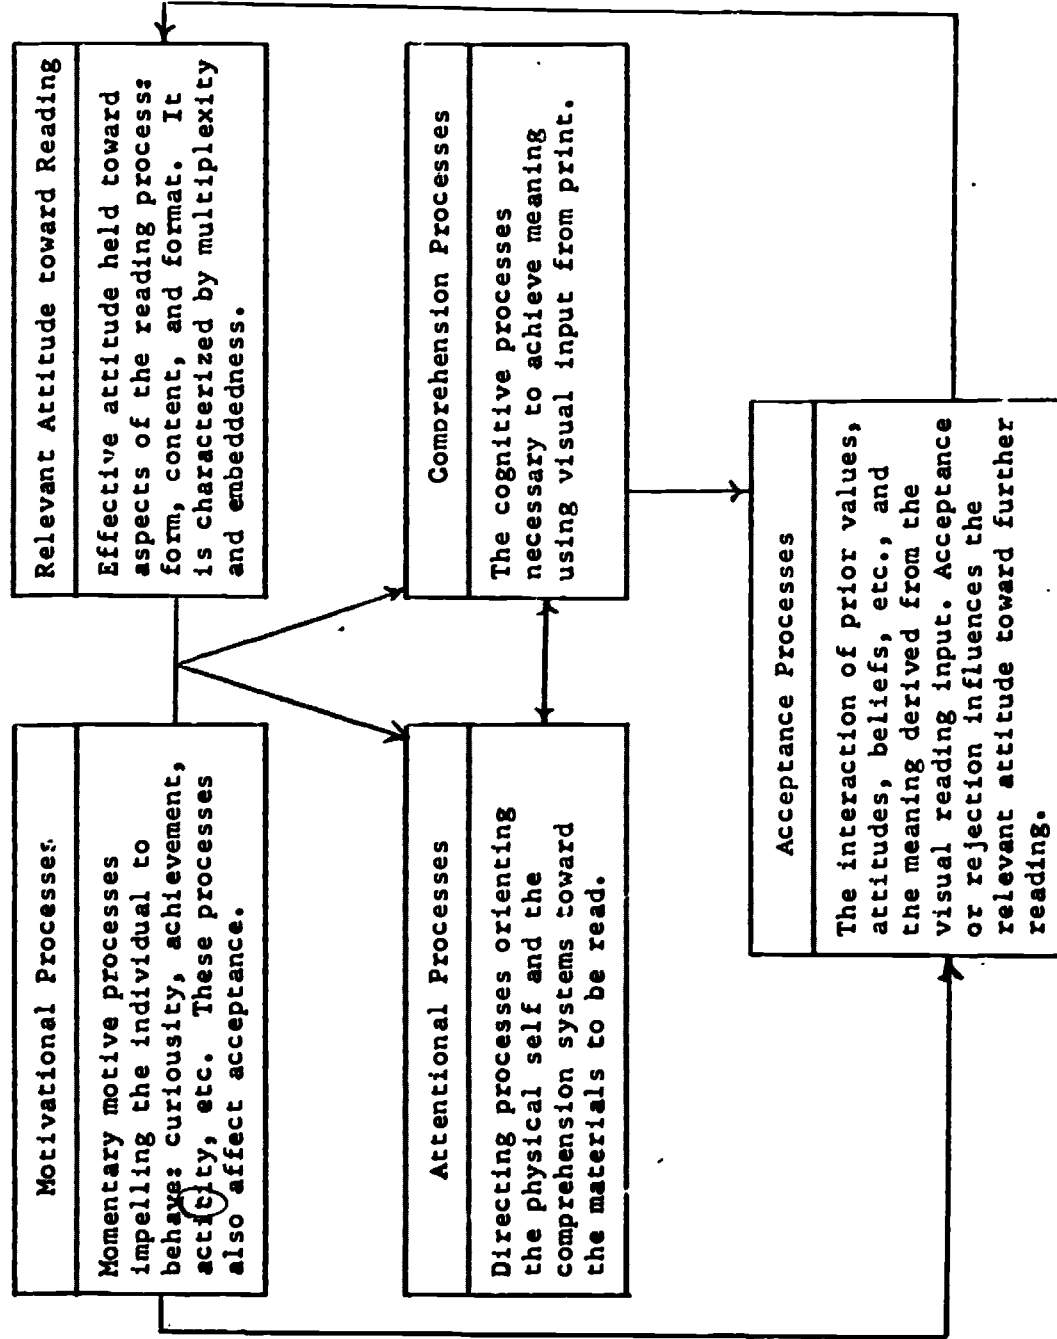 Motivational Processes
Momentary motive processes
impelling the individual to
behave: curiousity, achievement,
actitity, etc. These processes
also affect acceptance.
Relevant Attitude toward Reading
Effective attitude held toward
aspects of the reading process:
form, content, and format. It
is characterized by multiplexity
and embeddedness.
Attentional Processes
Directing processes orienting
the physical self and the
comprehension systems toward
the materials to be read.
Comprehension Processes
The cognitive processes
necessary to achieve meaning
using visual input from print.
Acceptance Processes
The interaction of prior values,
attitudes, beliefs, etc., and
the meaning derived from the
visual reading input. Acceptance
or rejection influences the
relevant attitude toward further
reading.